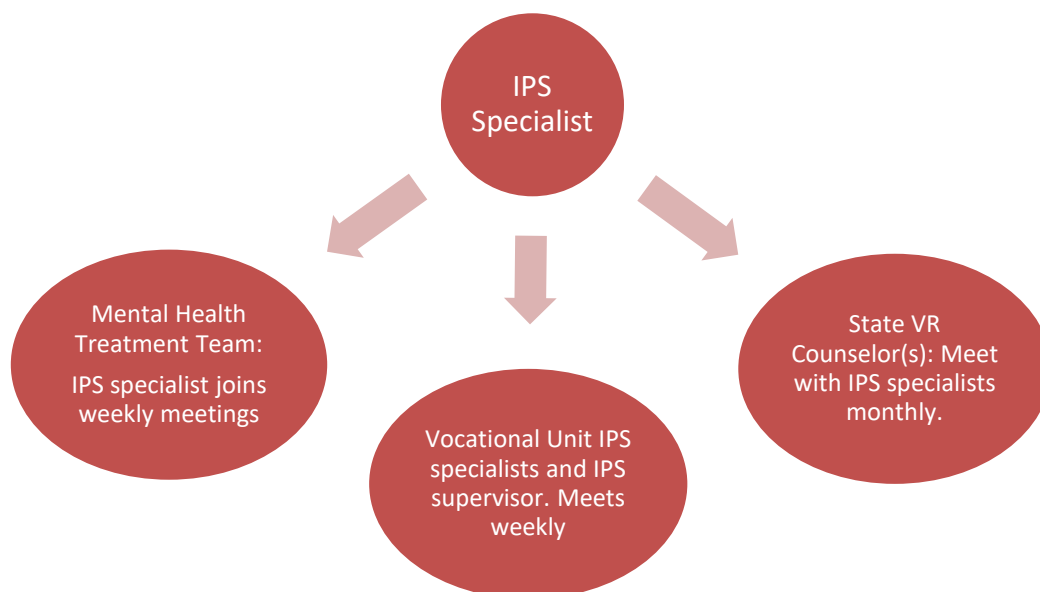 IPS
Specialist
Mental Health
Treatment Team:
IPS specialist joins
weekly meetings
Vocational Unit IPS
specialists and IPS
supervisor. Meets
weekly
State VR
Counselor(s): Meet
with IPS specialists
monthly.